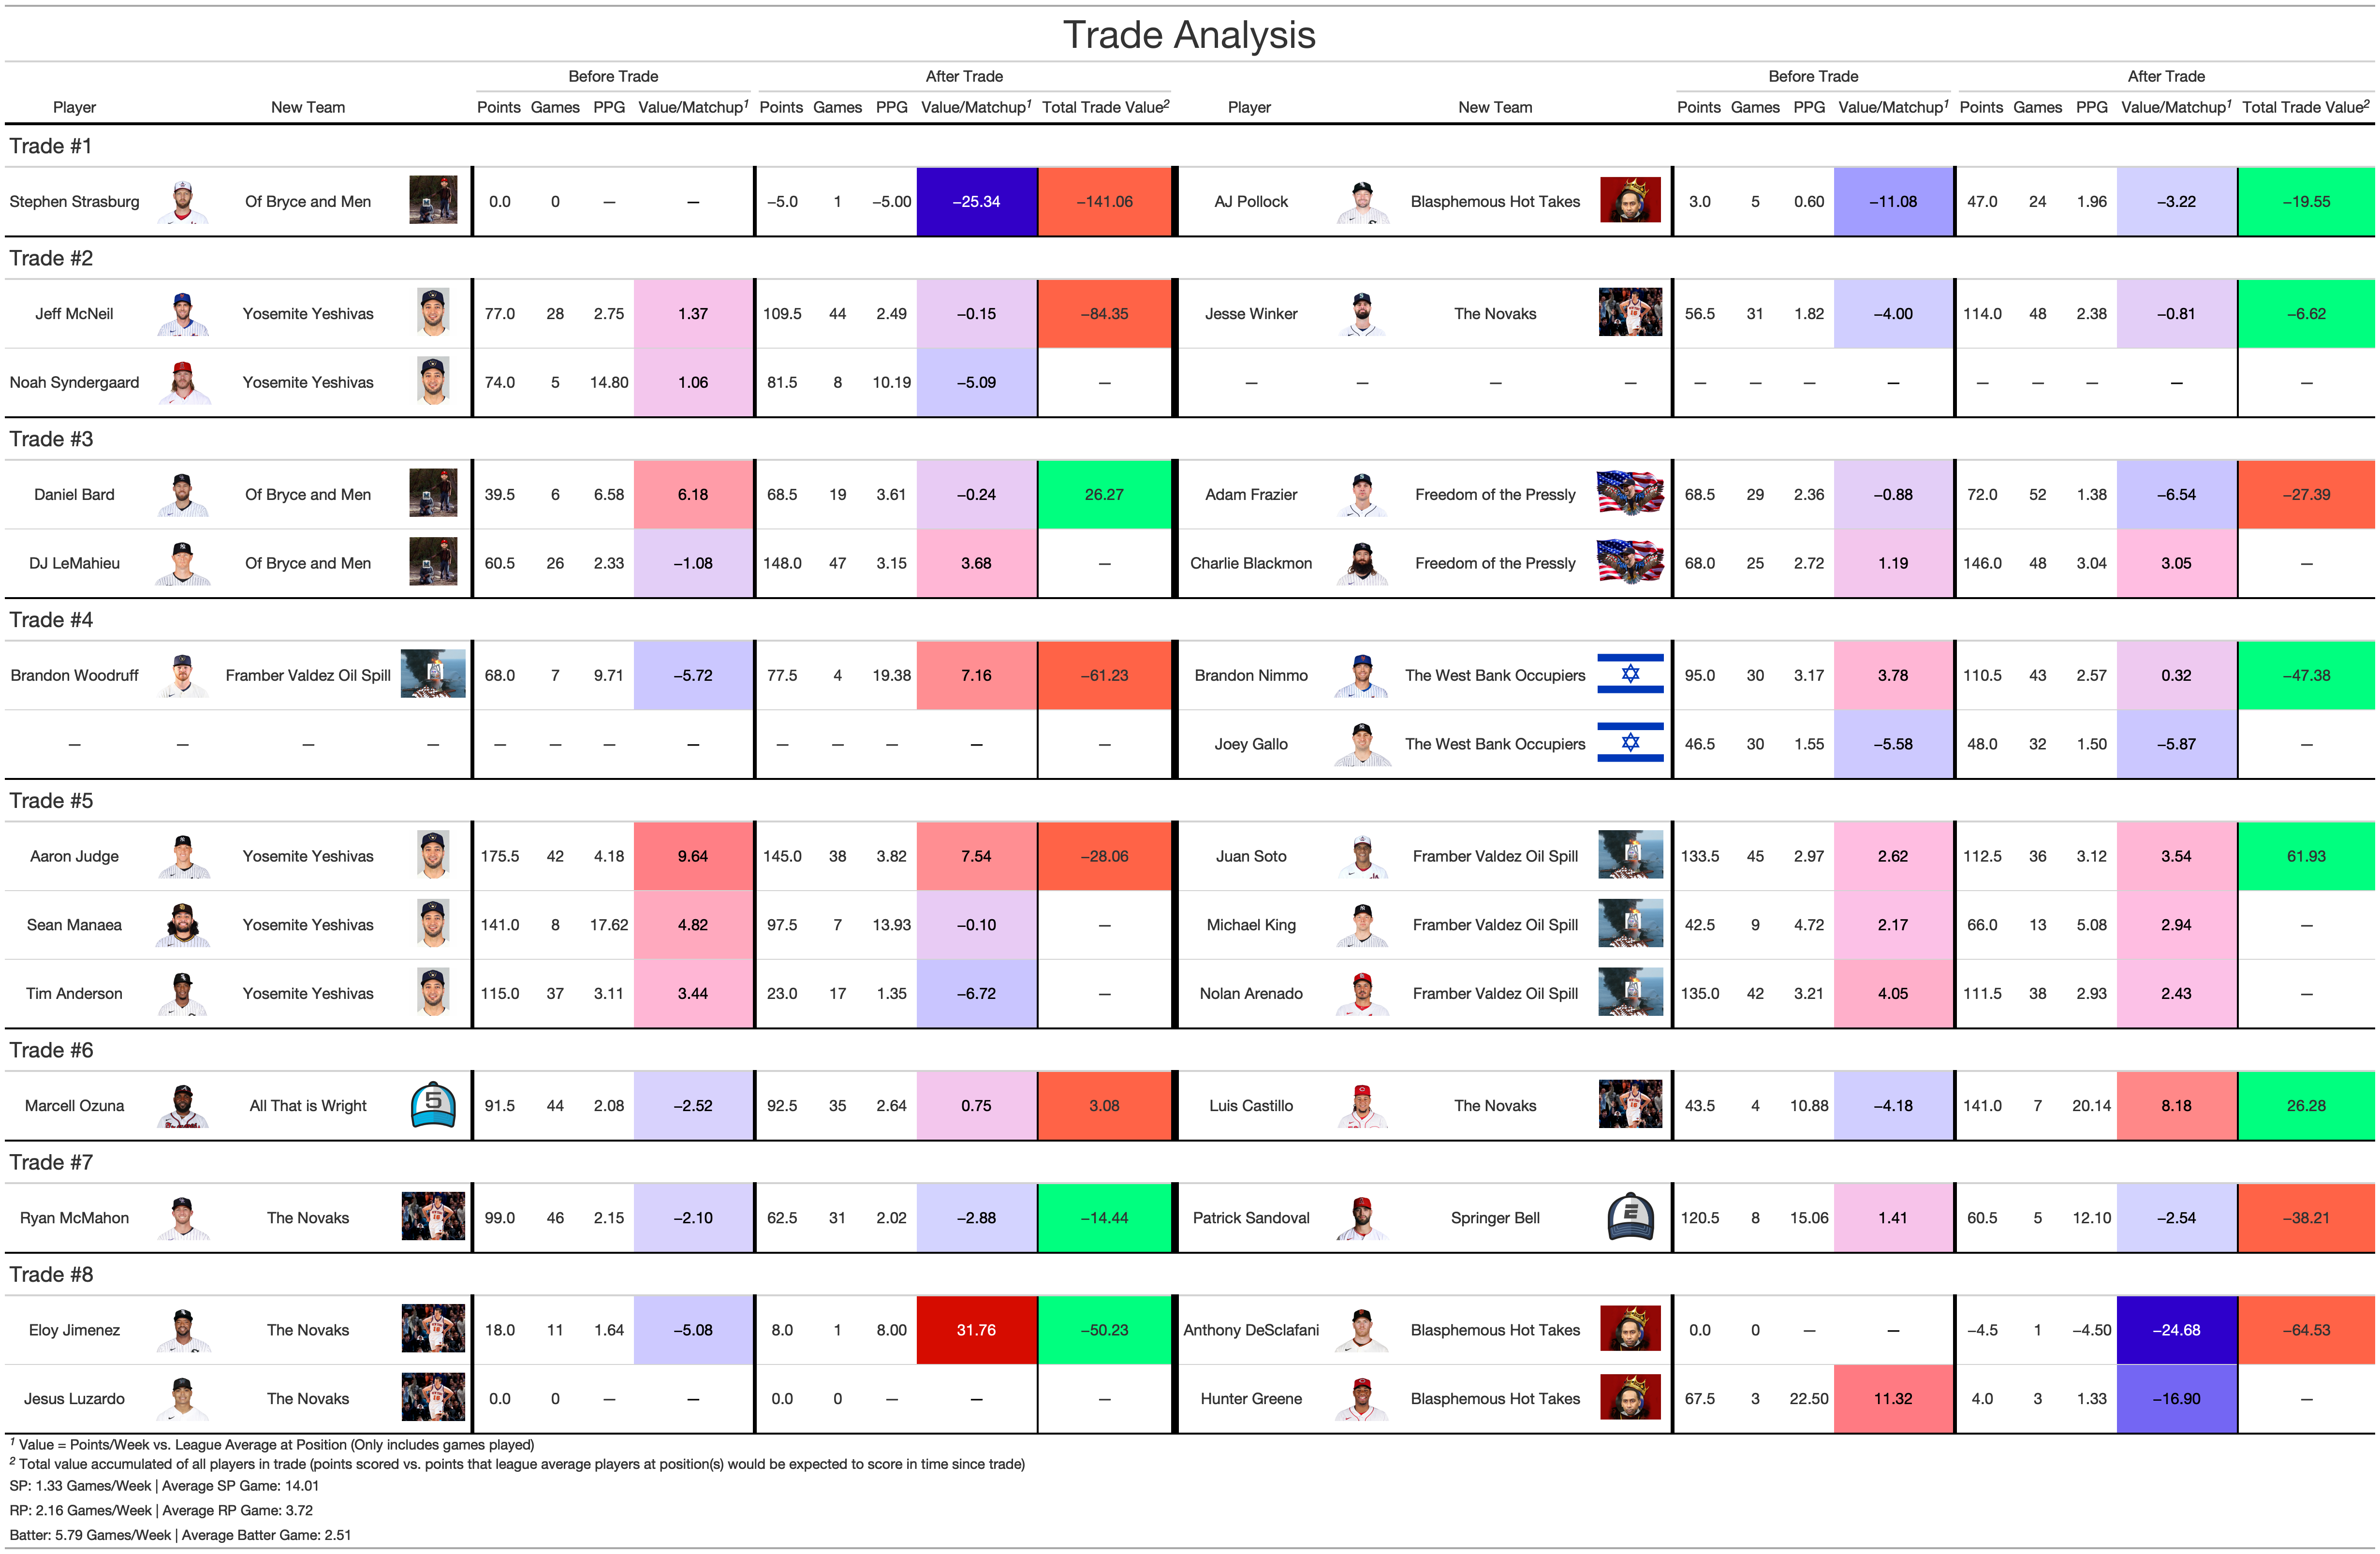 Trade Analysis
Before Trade After Trade Before Trade After Trade
Player New Team Points Games PPG Value/Matchup1 Points Games PPG Value/Matchup1 Total Trade Value2 Player New Team Points Games PPG Value/Matchup1 Points Games PPG Value/Matchup1 Total Trade Value2
Trade #1
Stephen Strasburg Of Bryce and Men 0.0 0 — — −5.0 1 −5.00 −25.34 −141.06 AJ Pollock Blasphemous Hot Takes 3.0 5 0.60 −11.08 47.0 24 1.96 −3.22 −19.55
Trade #2
Jeff McNeil Yosemite Yeshivas 77.0 28 2.75 1.37 109.5 44 2.49 −0.15 −84.35 Jesse Winker The Novaks 56.5 31 1.82 −4.00 114.0 48 2.38 −0.81 −6.62
Noah Syndergaard Yosemite Yeshivas 74.0 5 14.80 1.06 81.5 8 10.19 −5.09 — — — — — — — — — — — — — —
Trade #3
Daniel Bard Of Bryce and Men 39.5 6 6.58 6.18 68.5 19 3.61 −0.24 26.27 Adam Frazier Freedom of the Pressly 68.5 29 2.36 −0.88 72.0 52 1.38 −6.54 −27.39
DJ LeMahieu Of Bryce and Men 60.5 26 2.33 −1.08 148.0 47 3.15 3.68 — Charlie Blackmon Freedom of the Pressly 68.0 25 2.72 1.19 146.0 48 3.04 3.05 —
Trade #4
Brandon Woodruff Framber Valdez Oil Spill 68.0 7 9.71 −5.72 77.5 4 19.38 7.16 −61.23 Brandon Nimmo The West Bank Occupiers 95.0 30 3.17 3.78 110.5 43 2.57 0.32 −47.38
— — — — — — — — — — — — — Joey Gallo The West Bank Occupiers 46.5 30 1.55 −5.58 48.0 32 1.50 −5.87 —
Trade #5
Aaron Judge Yosemite Yeshivas 175.5 42 4.18 9.64 145.0 38 3.82 7.54 −28.06 Juan Soto Framber Valdez Oil Spill 133.5 45 2.97 2.62 112.5 36 3.12 3.54 61.93
Sean Manaea Yosemite Yeshivas 141.0 8 17.62 4.82 97.5 7 13.93 −0.10 — Michael King Framber Valdez Oil Spill 42.5 9 4.72 2.17 66.0 13 5.08 2.94 —
Tim Anderson Yosemite Yeshivas 115.0 37 3.11 3.44 23.0 17 1.35 −6.72 — Nolan Arenado Framber Valdez Oil Spill 135.0 42 3.21 4.05 111.5 38 2.93 2.43 —
Trade #6
Marcell Ozuna All That is Wright 5 91.5 44 2.08 −2.52 92.5 35 2.64 0.75 3.08 Luis Castillo The Novaks 43.5 4 10.88 −4.18 141.0 7 20.14 8.18 26.28
Trade #7
Ryan McMahon The Novaks 99.0 46 2.15 −2.10 62.5 31 2.02 −2.88 −14.44 Patrick Sandoval Springer Bell E 120.5 8 15.06 1.41 60.5 5 12.10 −2.54 −38.21
Trade #8
Eloy Jimenez The Novaks 18.0 11 1.64 −5.08 8.0 1 8.00 31.76 −50.23 Anthony DeSclafani Blasphemous Hot Takes 0.0 0 — — −4.5 1 −4.50 −24.68 −64.53
Jesus Luzardo The Novaks 0.0 0 — — 0.0 0 — — — Hunter Greene Blasphemous Hot Takes 67.5 3 22.50 11.32 4.0 3 1.33 −16.90 —
1 Value = Points/Week vs. League Average at Position (Only includes games played)
2 Total value accumulated of all players in trade (points scored vs. points that league average players at position(s) would be expected to score in time since trade)
SP: 1.33 Games/Week | Average SP Game: 14.01
RP: 2.16 Games/Week | Average RP Game: 3.72
Batter: 5.79 Games/Week | Average Batter Game: 2.51